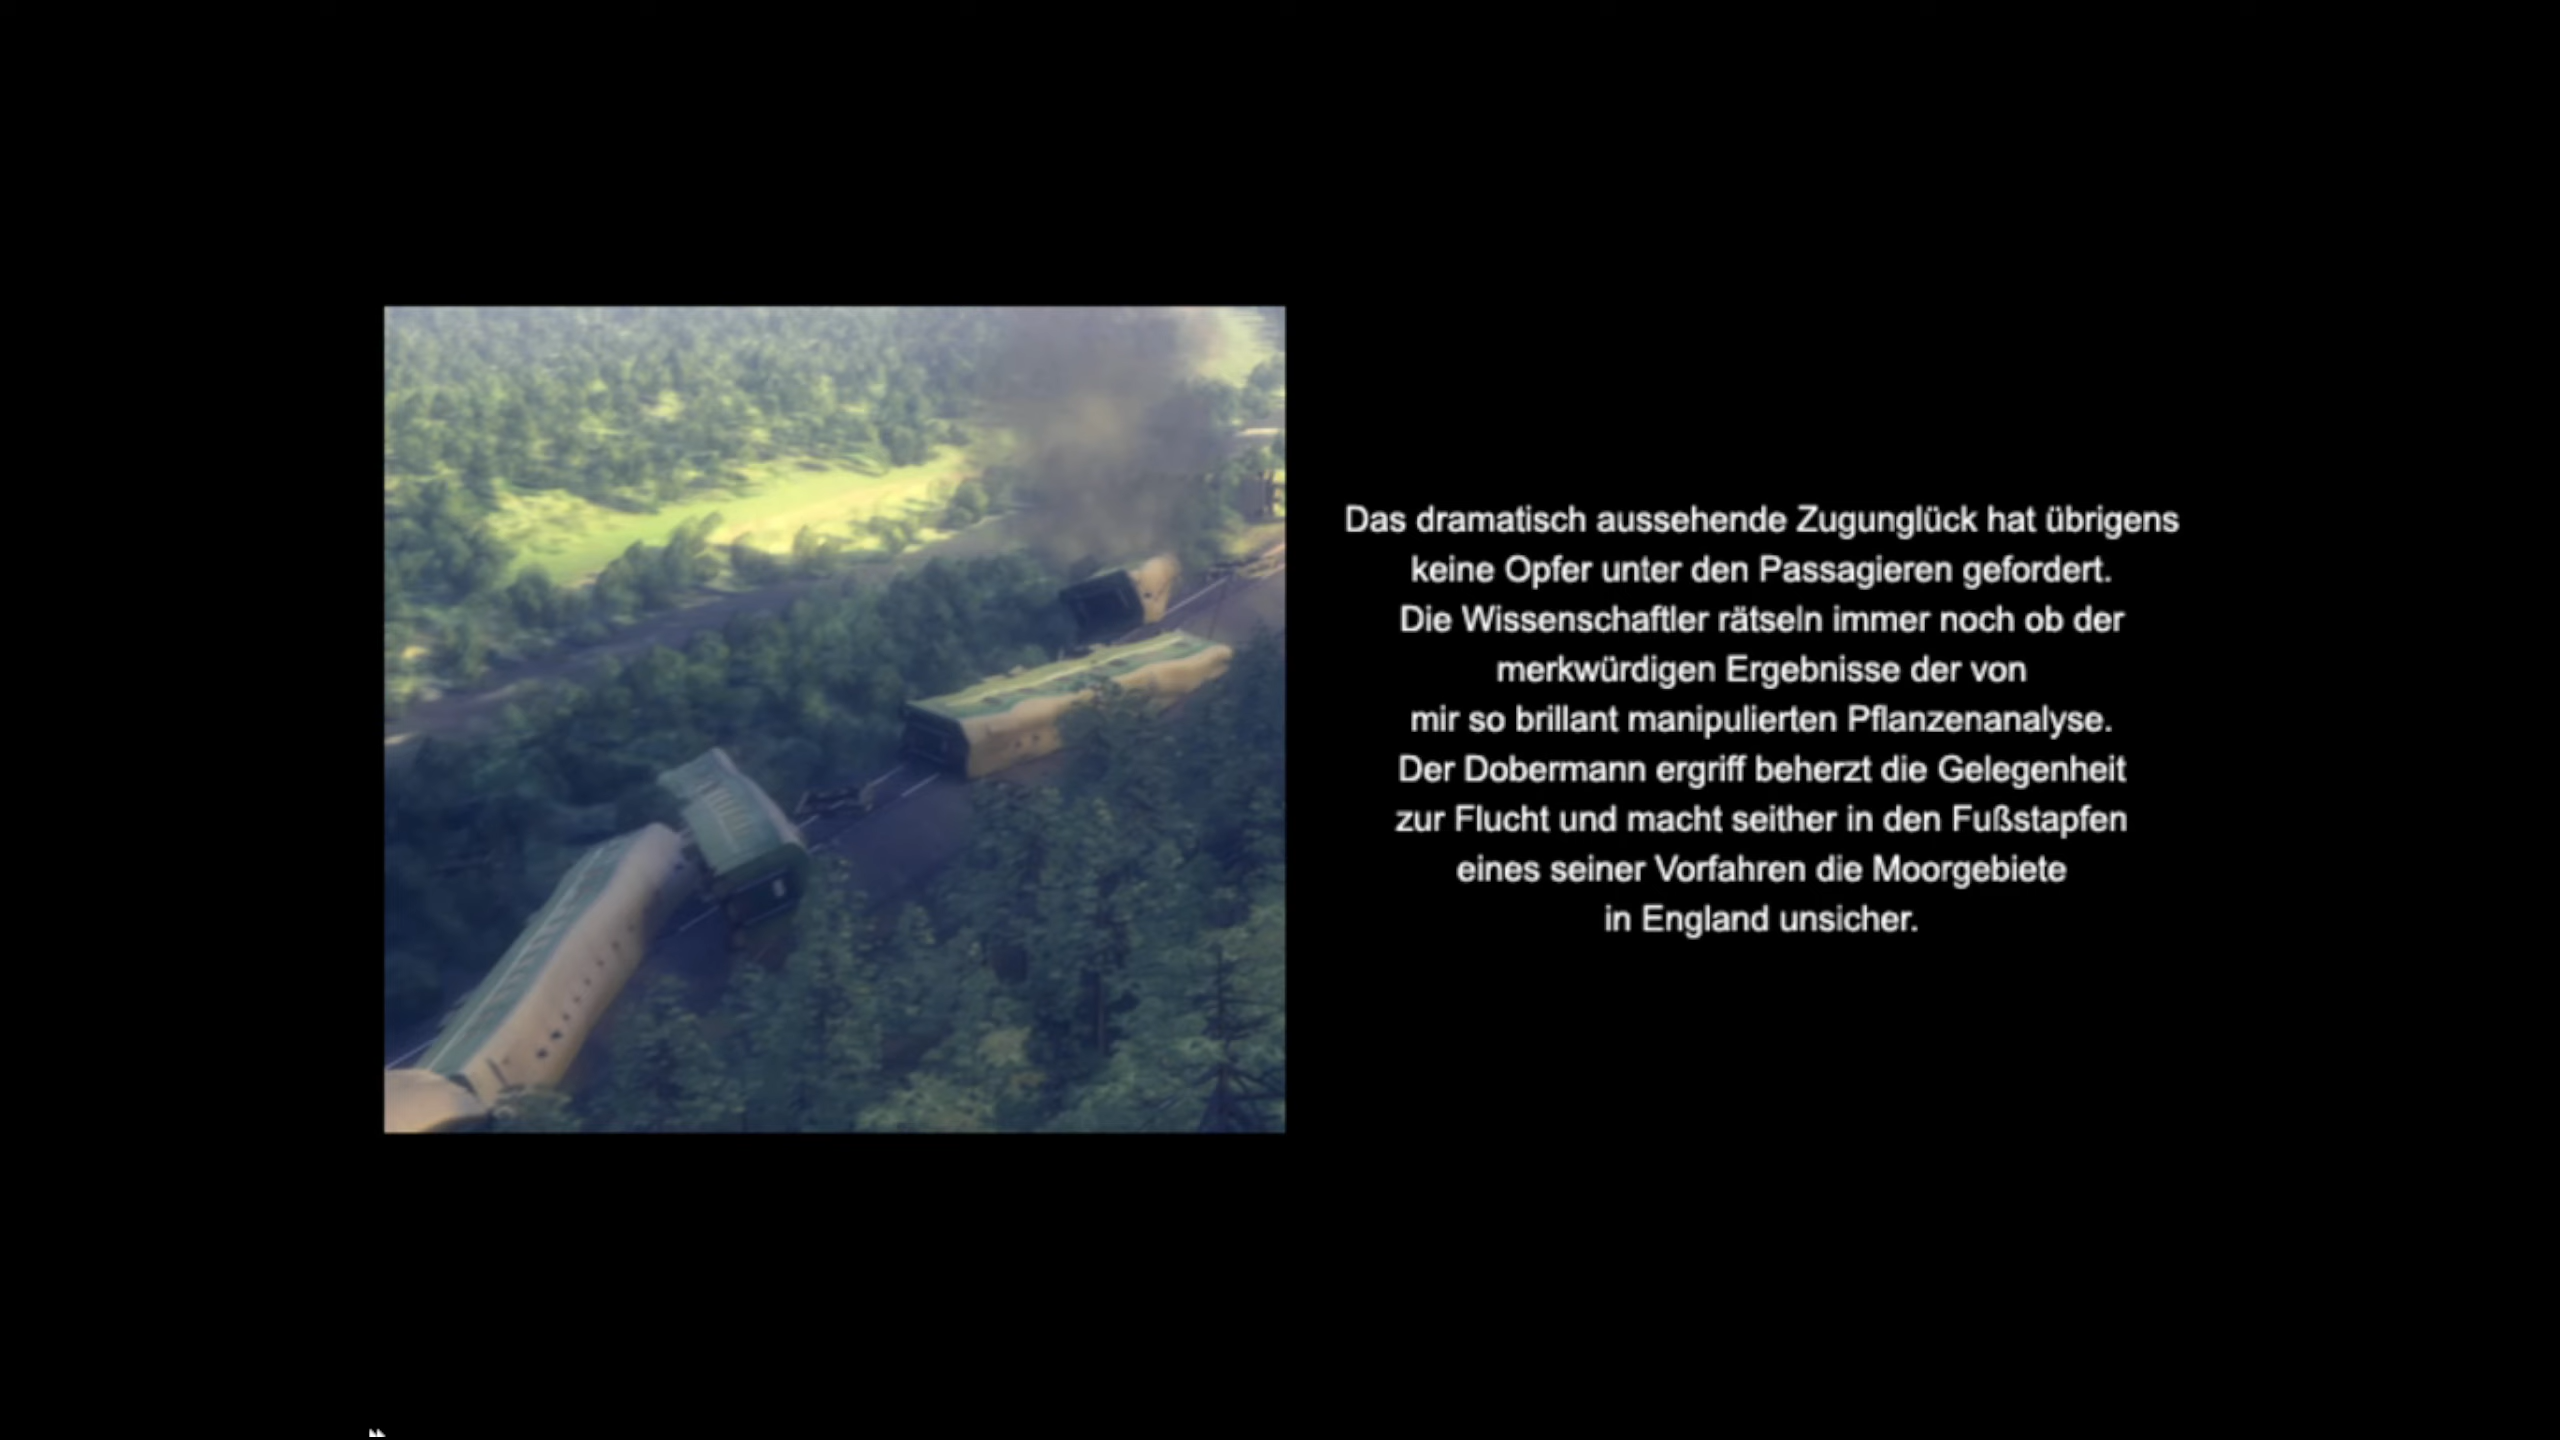 Das dramatisch aussehende Zugunglück hat übrigens
keine Opfer unter den Passagieren gefordert.
Die Wissenschaftler rätseln immer noch ob der
merkwürdigen Ergebnisse der von
mir so brillant manipulierten Pflanzenanalyse.
Der Dobermann ergriff beherzt die Gelegenheit
zur Flucht und macht seither in den Fußstapfen
eines seiner Vorfahren die Moorgebiete
in England unsicher.